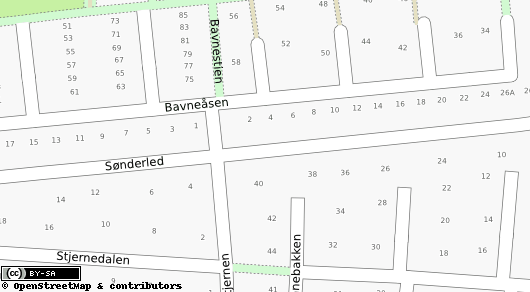 51 73 85 56 54 48 46 40
53 71 83 52 44 42 36 34
55 69 81 50
57 67 79 58
59 65 77
61 63 75
Bavnestien
Bavneåsen
17 15 13 11 9 7 5 3 1 2 4 6 8 10 12 14 16 18 20 22 24 26A
Sønderled
14 12 6 4 40 38 36 26 24 10
16 10 8 2 42 34 28 22 12
44 32 30 20 14
18 16
18
Stjernedalen
9 41
jernen
nebakken
cc BY-SA
© OpenStreetMap & contributors